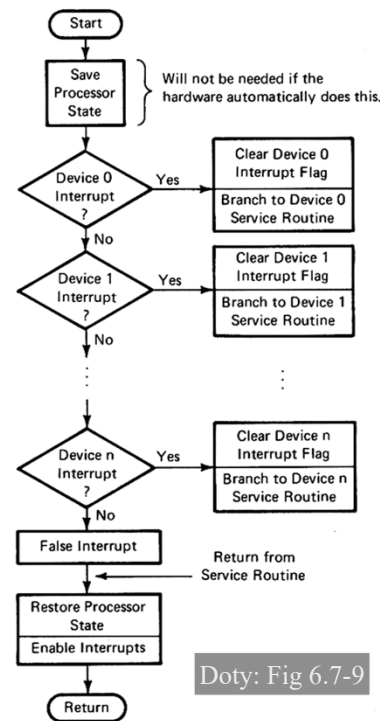 Start
Save
Processor
State
Will not be needed if the
hardware automatically does this.
Device 0
Interrupt
?
Yes
Clear Device 0
Interrupt Flag
Branch to Device 0
Service Routine
No
Device 1
Interrupt
?
Yes
Clear Device 1
Interrupt Flag
Branch to Device 1
Service Routine
No
Device n
Interrupt
?
Yes
Clear Device n
Interrupt Flag
Branch to Device n
Service Routine
No
False Interrupt
Return from
Service Routine
Restore Processor
State
Enable Interrupts
Return
Doty: Fig 6.7-9